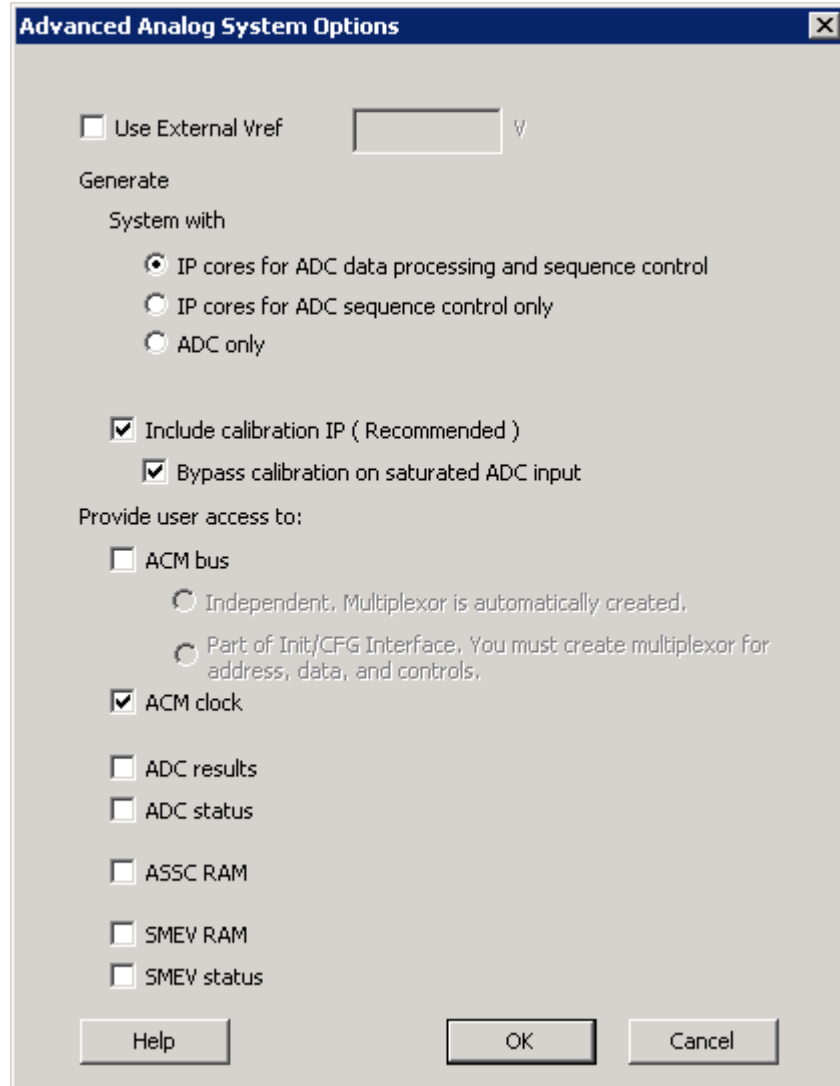 Advanced Analog System Options
Use External Vref
V
Generate
System with
IP cores for ADC data processing and sequence control
IP cores for ADC sequence control only
ADC only
Include calibration IP ( Recommended )
Bypass calibration on saturated ADC input
Provide user access to:
ACM bus
Independent. Multiplexor is automatically created.
Part of Init/CFG Interface. You must create multiplexor for
address, data, and controls.
ACM clock
ADC results
ADC status
ASSC RAM
SMEV RAM
SMEV status
Help
OK
Cancel